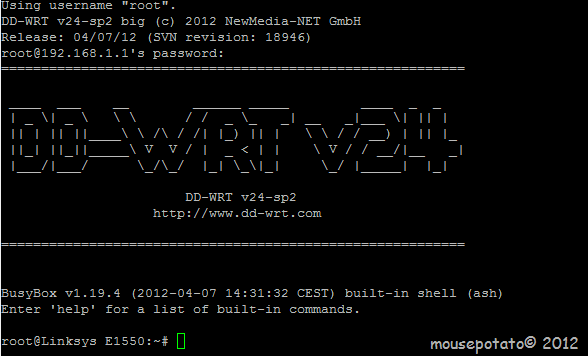 Using username "root".
DD-WRT v24-sp2 big (c) 2012 NewMedia-NET GmbH
Release: 04/07/12 (SVN revision: 18946)
root@192.168.1.1's password:
==========================================================
DD-WRT v24
DD-WRT v24-sp2
http://www.dd-wrt.com
==========================================================
BusyBox v1.19.4 (2012-04-07 14:31:32 CEST) built-in shell (ash)
Enter 'help' for a list of built-in commands.
root@Linksys E1550:~#
mousepotato© 2012